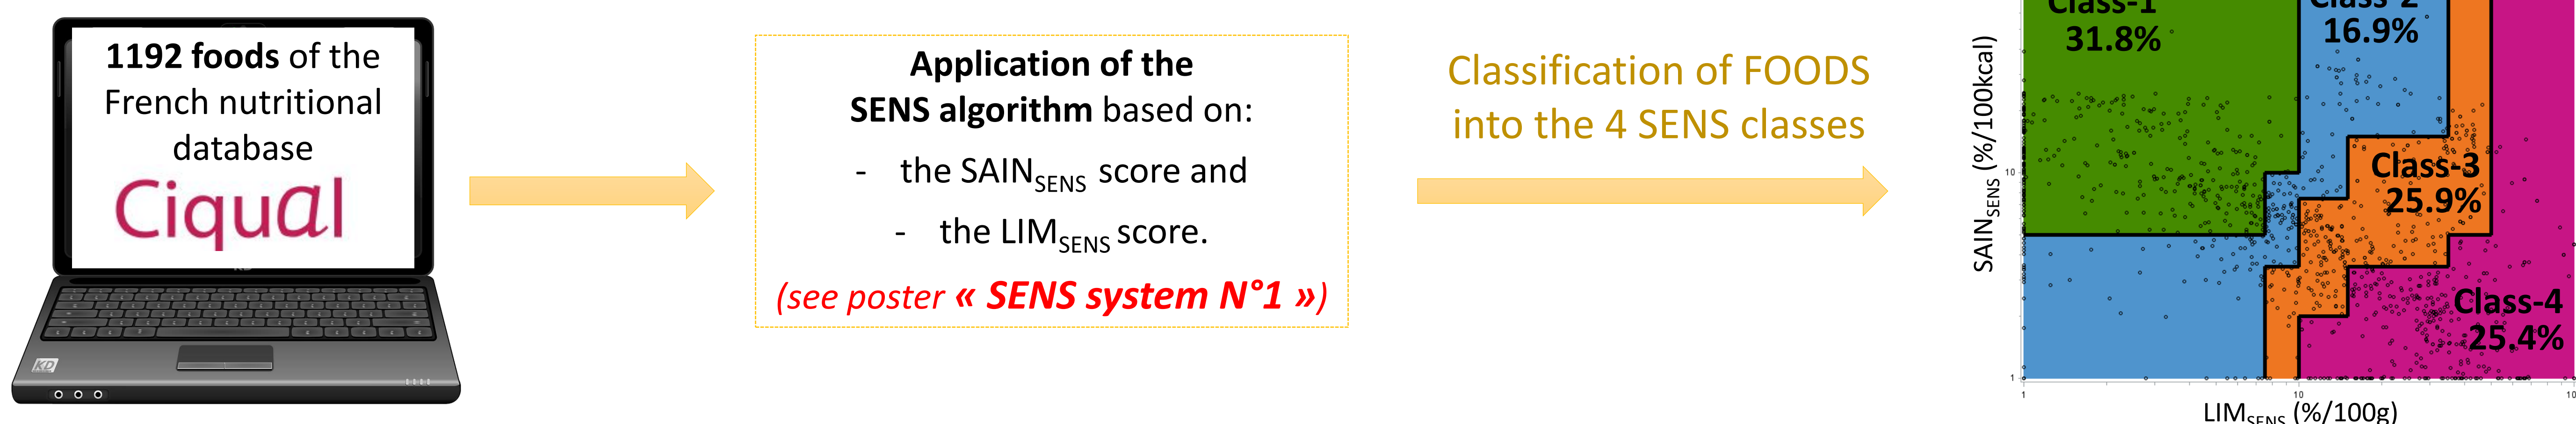 1192 foods of the
French nutritional
database
Ciqual
KD
Application of the
SENS algorithm based on:
- the SAINSENS score and
- the LIMSENS score.
(see poster « SENS system N°1 »)
Classification of FOODS
into the 4 SENS classes
SAINSENS (%/100kcal)
10
1
Class-1
31.8%
Class-2
16.9%
Class-3
25.9%
Class-4
25.4%
1
10
10
LIMSENS (%/100g)